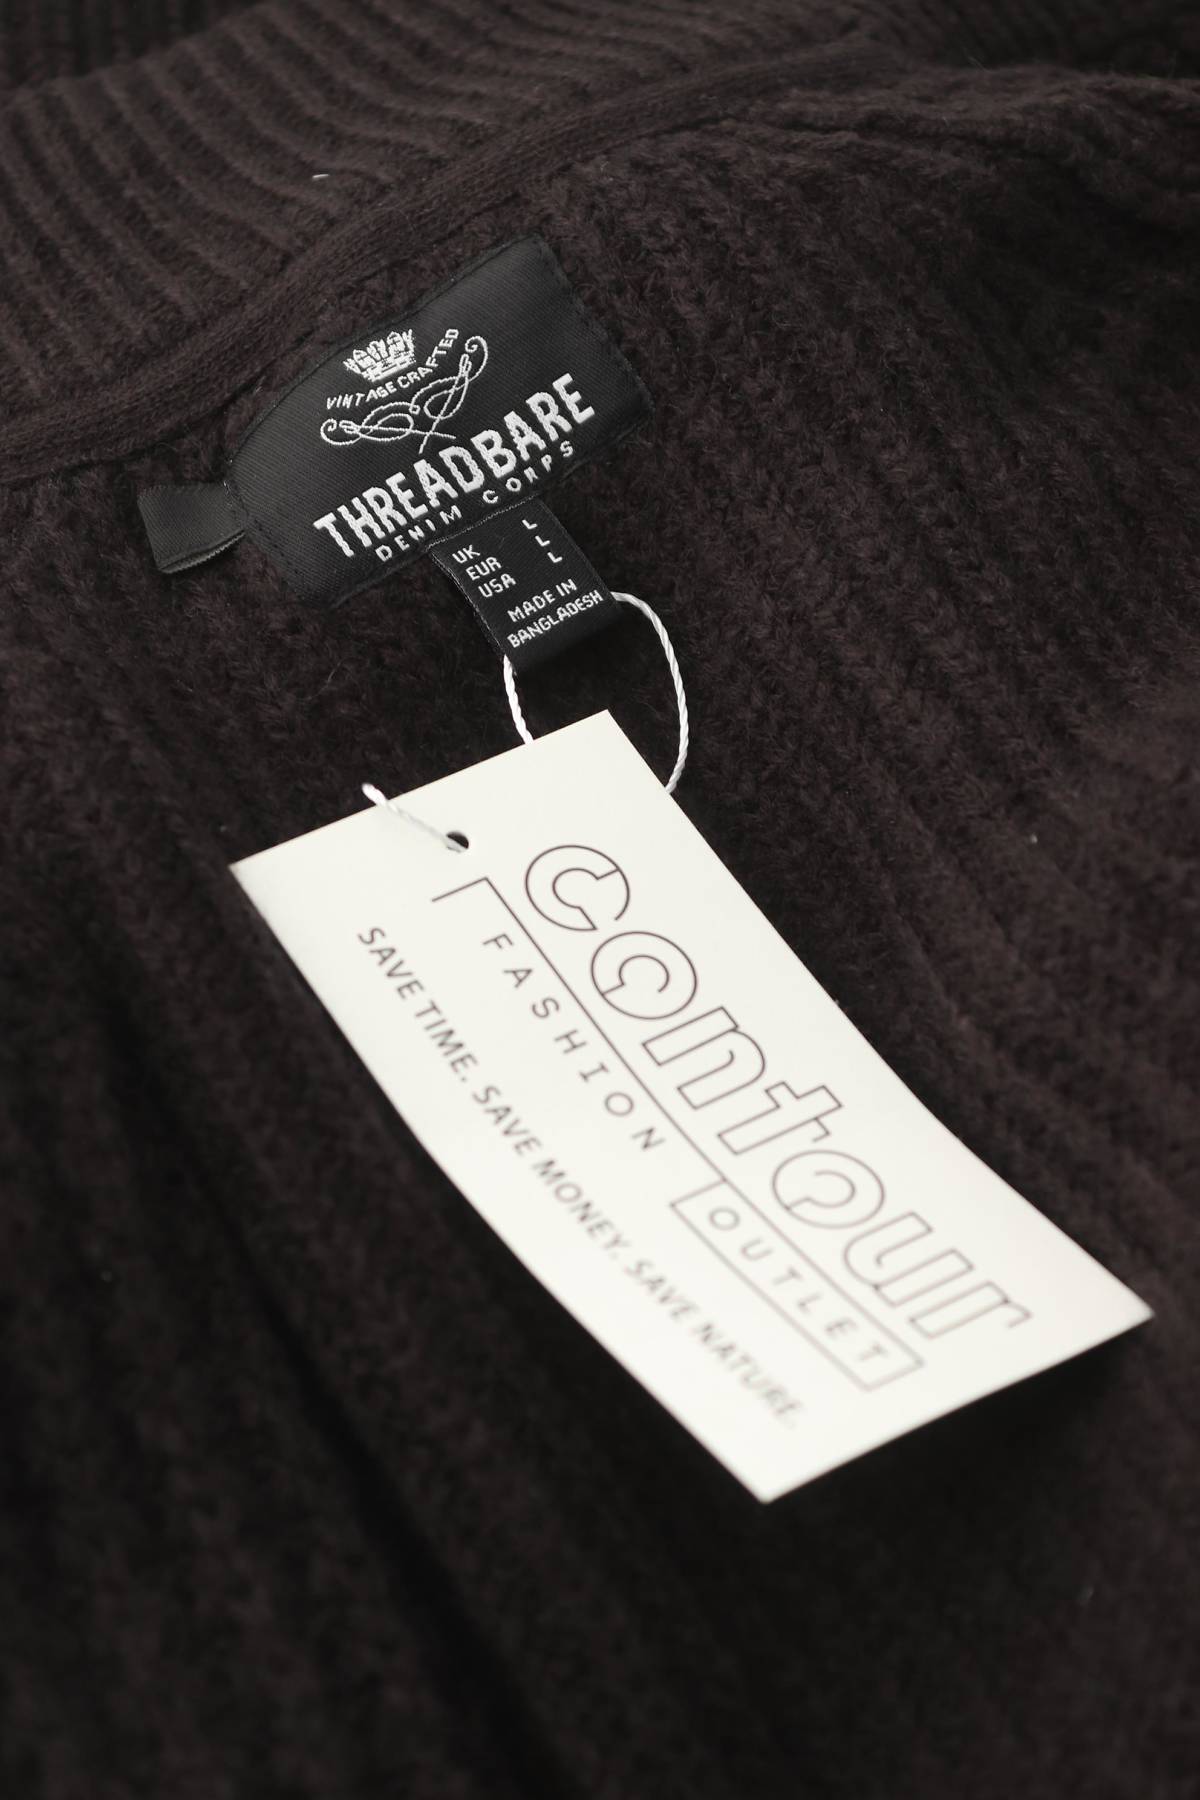 VINTAGE CRAFTED
THREADBARE
DENIM CORPS
UK L
EUR L
USA L
MADE IN
BANGLADESH
contour
FASHION
OUTLET
SAVE TIME. SAVE MONEY. SAVE NATURE.